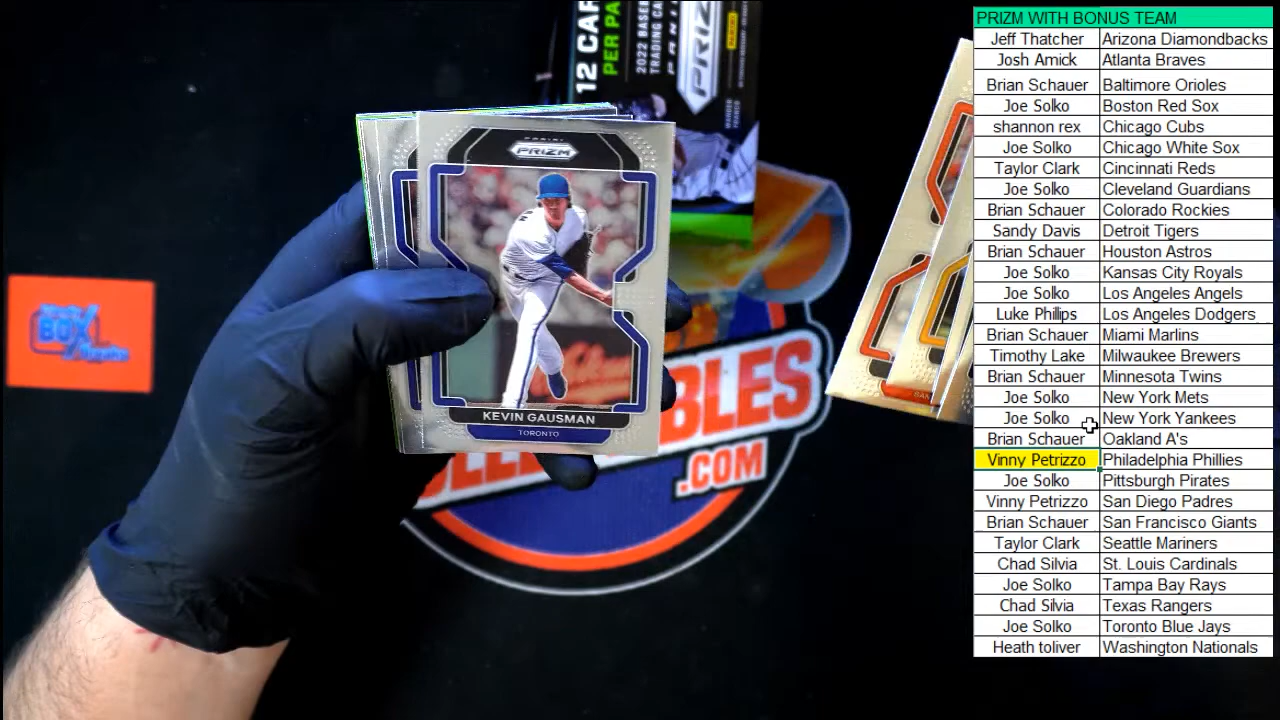 PRIZM WITH BONUS TEAM
Jeff Thatcher Arizona Diamondbacks
Josh Amick Atlanta Braves
Brian Schauer Baltimore Orioles
Joe Solko Boston Red Sox
shannon rex Chicago Cubs
Joe Solko Chicago White Sox
Taylor Clark Cincinnati Reds
Joe Solko Cleveland Guardians
Brian Schauer Colorado Rockies
Sandy Davis Detroit Tigers
Brian Schauer Houston Astros
Joe Solko Kansas City Royals
Joe Solko Los Angeles Angels
Luke Philips Los Angeles Dodgers
Brian Schauer Miami Marlins
Timothy Lake Milwaukee Brewers
Brian Schauer Minnesota Twins
Joe Solko New York Mets
Joe Solko New York Yankees
Brian Schauer Oakland A's
Vinny Petrizzo Philadelphia Phillies
Joe Solko Pittsburgh Pirates
Vinny Petrizzo San Diego Padres
Brian Schauer San Francisco Giants
Taylor Clark Seattle Mariners
Chad Silvia St. Louis Cardinals
Joe Solko Tampa Bay Rays
Chad Silvia Texas Rangers
Joe Solko Toronto Blue Jays
Heath toliver Washington Nationals
12 CAR
PER PA
2022 BASEB
TRADING CA
PRIZM
PANINI
PRIZM
KEVIN GAUSMAN
TORONTO
BOX
BLES
.COM